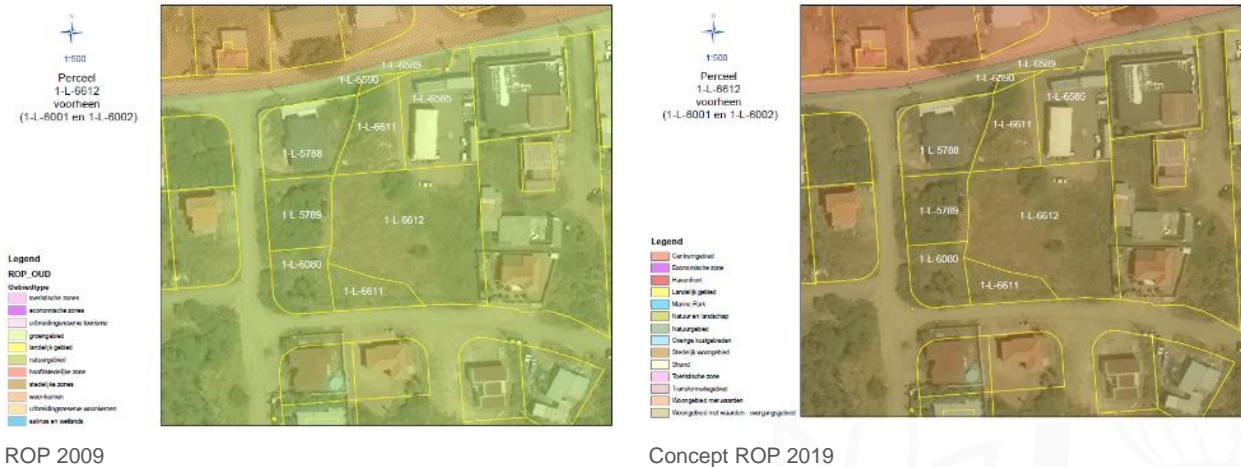 N
1:500
Perceel
1-L-6612
voorheen
(1-L-6001 en 1-L-6002)
1-L-6589
1-L-6590
1-L-6585
1-L-6611
1-L-5788
1-L-5789
1-L-6612
1-L-6080
1-L-6611
Legend
ROP_OUD
Gebiedtype
toeristische zones
economische zones
uitbreidingsreserve toerisme
groengebied
landelijk gebied
natuurgebied
hoofdstedelijke zone
stedelijke zones
woonkernen
uitbreidingsreserve woonkernen
salinas en wetlands
ROP 2009
N
1:500
Perceel
1-L-6612
voorheen
(1-L-6001 en 1-L-6002)
1-L-6589
1-L-6590
1-L-6585
1-L-6611
1-L-5788
1-L-5789
1-L-6612
1-L-6080
1-L-6611
Legend
Centrumgebied
Economische zone
Havenfront
Landelijk gebied
Marine Park
Natuur en landschap
Natuurgebied
Overige kustgebieden
Stedelijk woongebied
Strand
Toeristische zone
Transformatiegebied
Woongebied met waarden
Woongebied met waarden - overgangsgebied
Concept ROP 2019